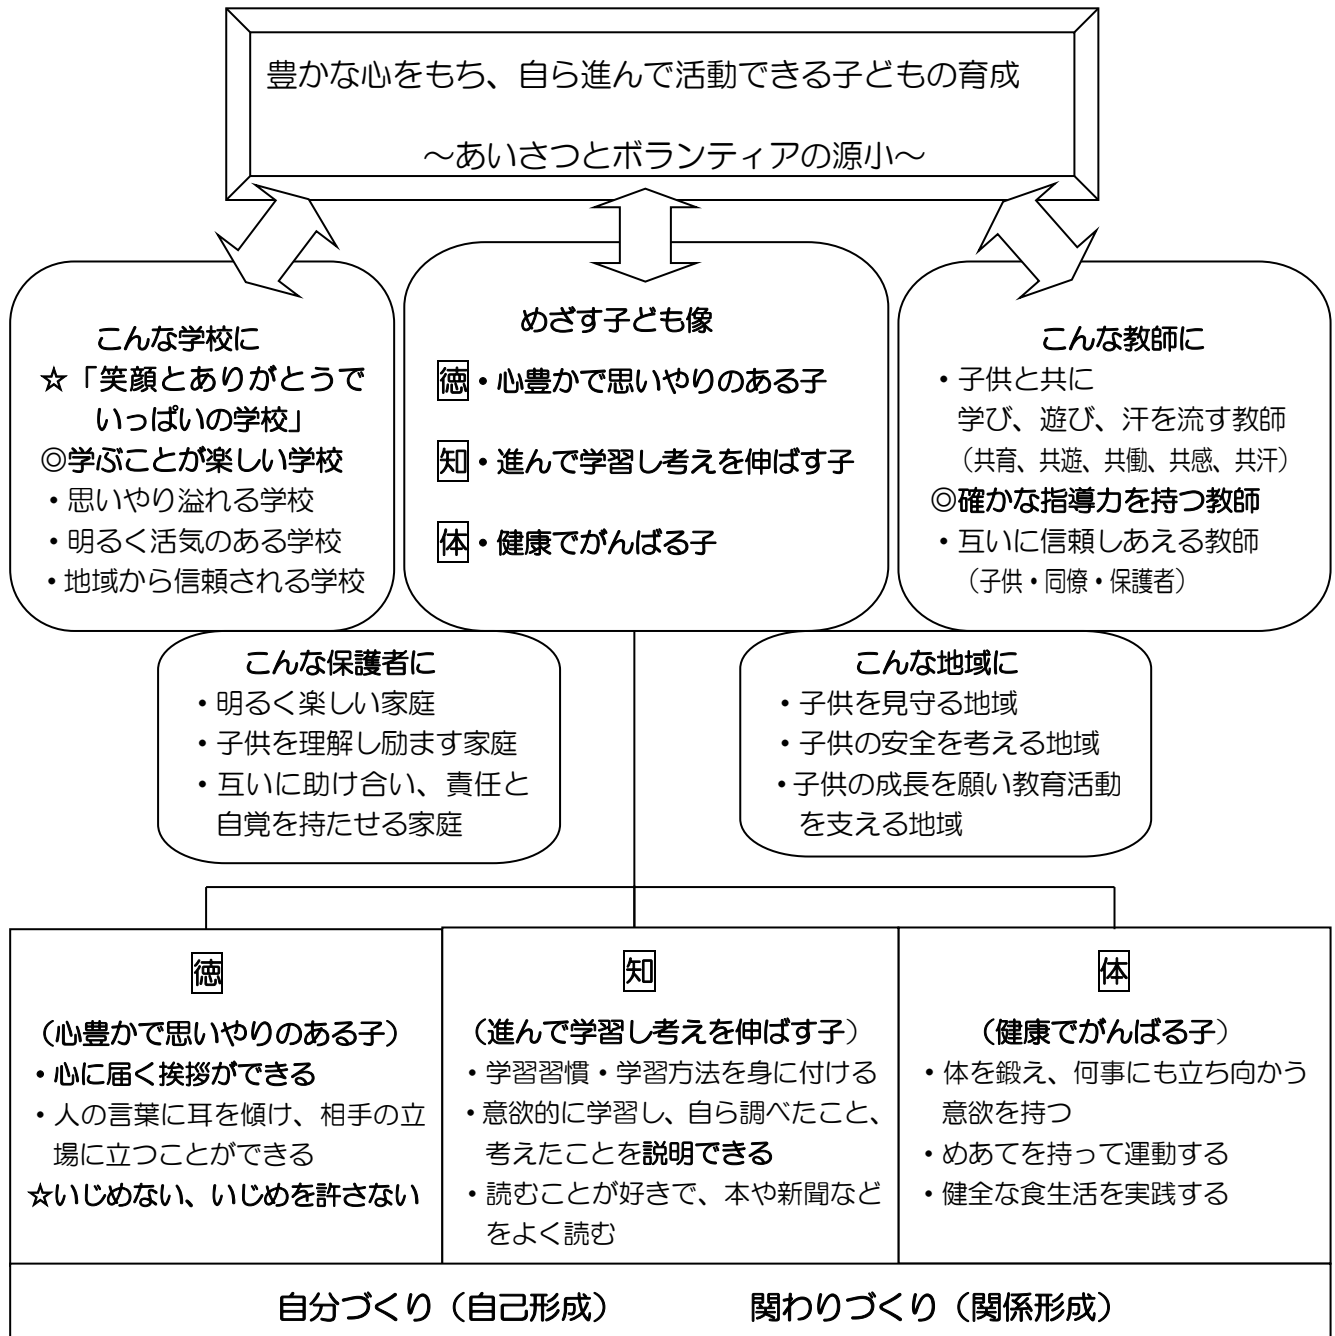 豊かな心をもち、自ら進んで活動できる子どもの育成
～あいさつとボランティアの源小～
こんな学校に
☆「笑顔とありがとうで
いっぱいの学校」
◎学ぶことが楽しい学校
・思いやり溢れる学校
・明るく活気のある学校
・地域から信頼される学校
めざす子ども像
徳・心豊かで思いやりのある子
知・進んで学習し考えを伸ばす子
体・健康でがんばる子
こんな教師に
・子供と共に
学び、遊び、汗を流す教師
（共育、共遊、共働、共感、共汗）
◎確かな指導力を持つ教師
・互いに信頼しあえる教師
（子供・同僚・保護者）
こんな保護者に
・明るく楽しい家庭
・子供を理解し励ます家庭
・互いに助け合い、責任と
自覚を持たせる家庭
こんな地域に
・子供を見守る地域
・子供の安全を考える地域
・子供の成長を願い教育活動
を支える地域
徳
（心豊かで思いやりのある子）
・心に届く挨拶ができる
・人の言葉に耳を傾け、相手の立
場に立つことができる
☆いじめない、いじめを許さない
知
（進んで学習し考えを伸ばす子）
・学習習慣・学習方法を身に付ける
・意欲的に学習し、自ら調べたこと、
考えたことを説明できる
・読むことが好きで、本や新聞など
をよく読む
体
（健康でがんばる子）
・体を鍛え、何事にも立ち向かう
意欲を持つ
・めあてを持って運動する
・健全な食生活を実践する
自分づくり（自己形成） 関わりづくり（関係形成）